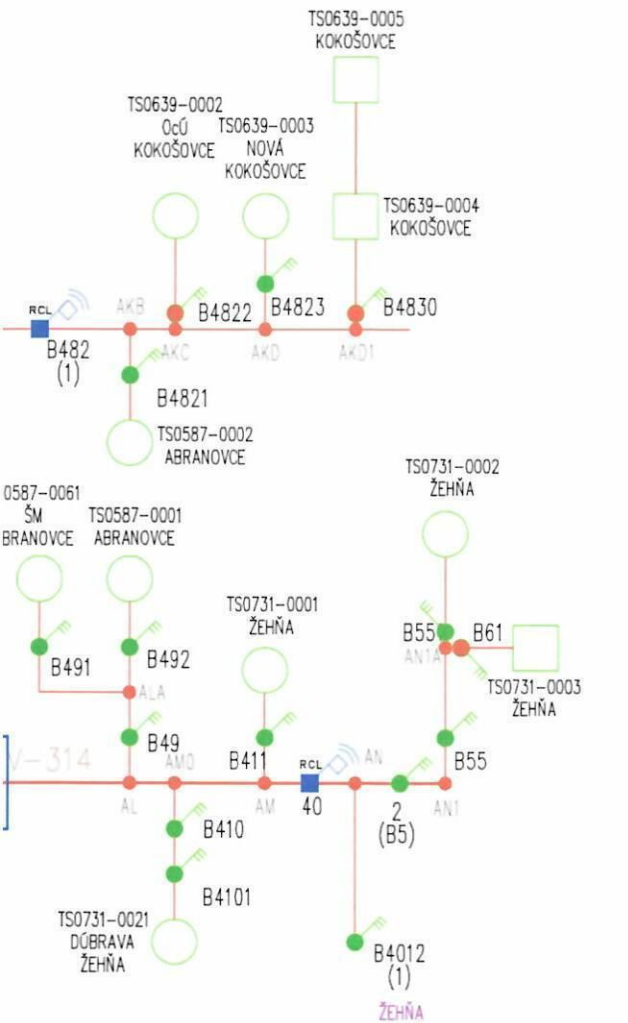 TS0639-0005
KOKOŠOVCE
TS0639-0002
OcÚ
KOKOŠOVCE
TS0639-0003
NOVÁ
KOKOŠOVCE
TS0639-0004
KOKOŠOVCE
RCL
AKB
B4822
B4823
B4830
B482
(1)
AKC
AKD
AKD1
B4821
TS0587-0002
ABRANOVCE
TS0731-0002
ŽEHŇA
0587-0061
ŠM
BRANOVCE
TS0587-0001
ABRANOVCE
TS0731-0001
ŽEHŇA
B55
B61
AN1A
B491
B492
TS0731-0003
ŽEHŇA
ALA
B49
V-314
AMO
B411
RCL
AN
B55
AL
AM
40
2
(B5)
AN1
B410
B4101
TS0731-0021
DÚBRAVA
ŽEHŇA
B4012
(1)
ŽEHŇA